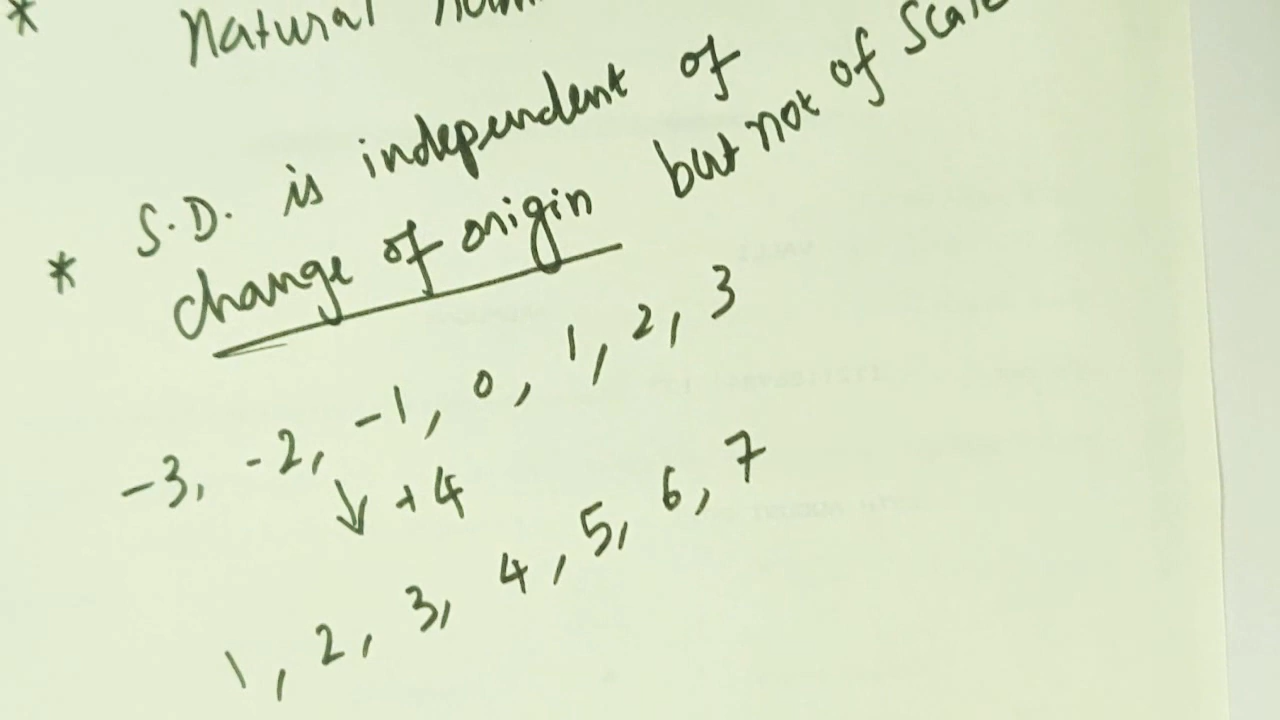 * Natural
* S.D. is independent of
change of origin but not of Scale
-3, -2, -1, 0, 1, 2, 3
↓ +4
1, 2, 3, 4, 5, 6, 7